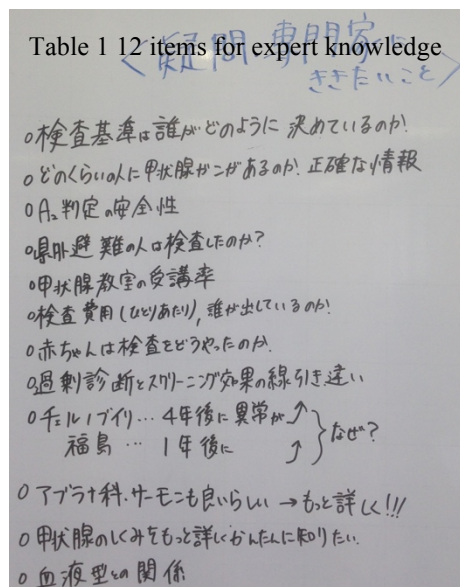 Table 1 12 items for expert knowledge
＜疑問・専門家に
ききたいこと＞
○検査基準は誰がどのように決めているのか!
○どのくらいの人に甲状腺ガンがあるのか.正確な情報
○A₂判定の安全性
○県外避難の人は検査したのか?
○甲状腺教室の受講率
○検査費用(ひとりあたり),誰が出しているのか!
○赤ちゃんは検査をどうやったのか.
○過剰診断とスクリーニング効果の線引き違い
○チェルノブイリ… 4年後に異常が↑
福島 … 1年後に ↑ } なぜ?
○アブラナ科・サーモンも良いらしい →もっと詳しく!!!
○甲状腺のしくみをもっと詳しくかんたんに知りたい.
○血液型との関係